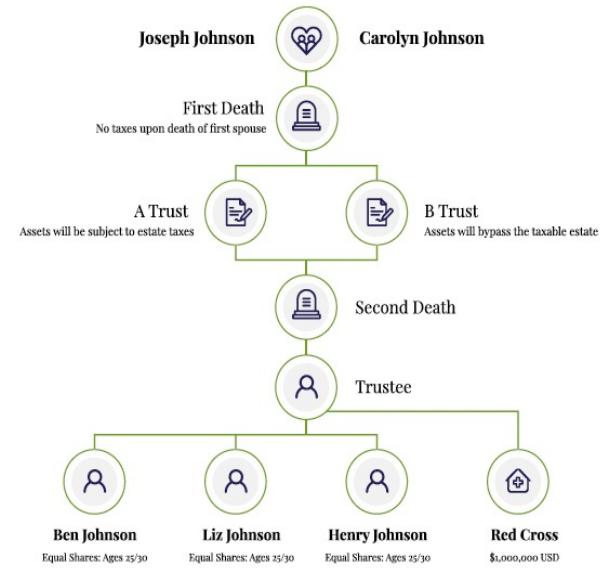 Joseph Johnson
Carolyn Johnson
First Death
No taxes upon death of first spouse
A Trust
Assets will be subject to estate taxes
B Trust
Assets will bypass the taxable estate
Second Death
Trustee
Ben Johnson
Equal Shares: Ages 25/30
Liz Johnson
Equal Shares: Ages 25/30
Henry Johnson
Equal Shares: Ages 25/30
Red Cross
$1,000,000 USD